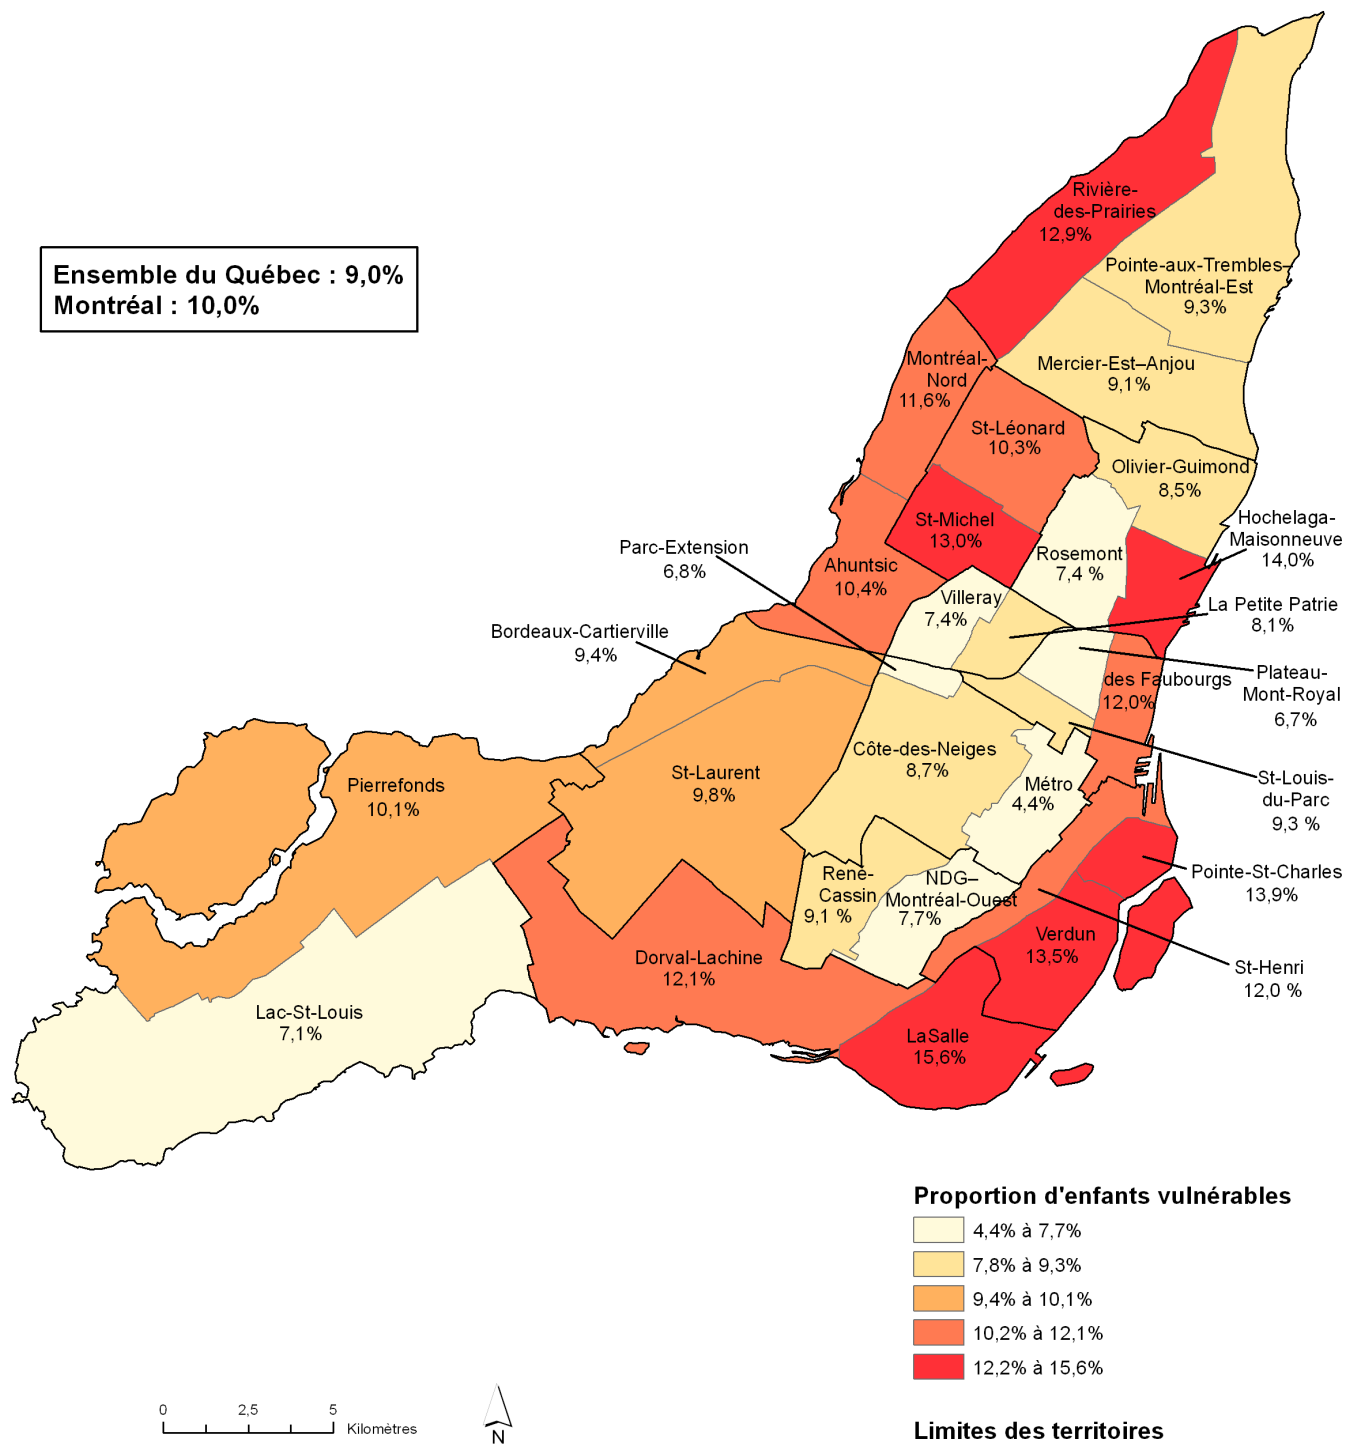 Ensemble du Québec : 9,0%
Montréal : 10,0%
Rivière-
des-Prairies
12,9%
Pointe-aux-Trembles–
Montréal-Est
9,3%
Montréal-
Nord
11,6%
Mercier-Est–Anjou
9,1%
St-Léonard
10,3%
Olivier-Guimond
8,5%
St-Michel
13,0%
Hochelaga-
Maisonneuve
14,0%
Parc-Extension
6,8%
Rosemont
7,4 %
Ahuntsic
10,4%
Villeray
7,4%
La Petite Patrie
8,1%
Bordeaux-Cartierville
9,4%
des Faubourgs
12,0%
Plateau-
Mont-Royal
6,7%
Côte-des-Neiges
8,7%
St-Laurent
9,8%
Pierrefonds
10,1%
Métro
4,4%
St-Louis-
du-Parc
9,3 %
René-
Cassin
9,1 %
NDG–
Montréal-Ouest
7,7%
Pointe-St-Charles
13,9%
Verdun
13,5%
Dorval-Lachine
12,1%
St-Henri
12,0 %
Lac-St-Louis
7,1%
LaSalle
15,6%
Proportion d'enfants vulnérables
4,4% à 7,7%
7,8% à 9,3%
9,4% à 10,1%
10,2% à 12,1%
12,2% à 15,6%
0 2,5 5
Kilomètres
N
Limites des territoires